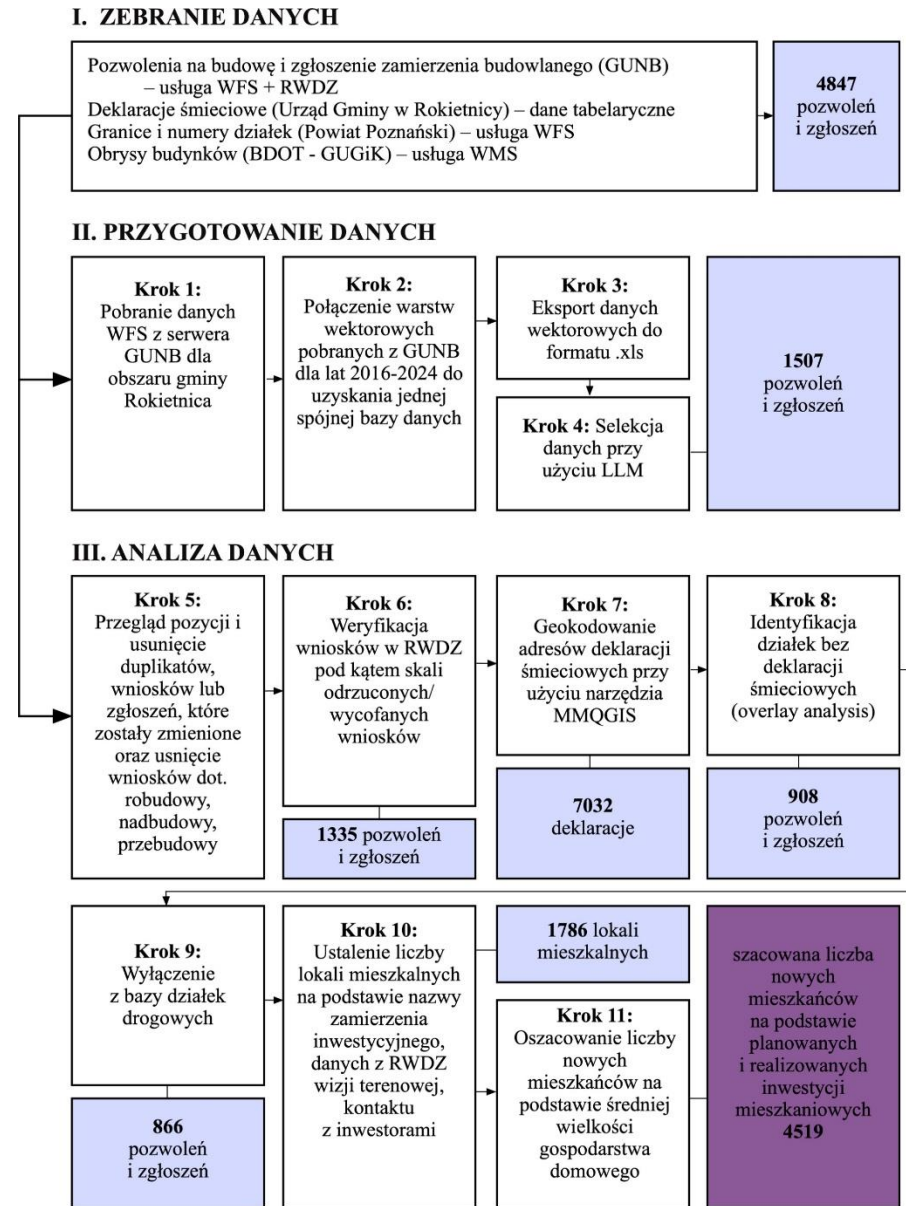 I. ZEBRANIE DANYCH
Pozwolenia na budowę i zgłoszenie zamierzenia budowlanego (GUNB)
– usługa WFS + RWDZ
Deklaracje śmieciowe (Urząd Gminy w Rokietnicy) – dane tabelaryczne
Granice i numery działek (Powiat Poznański) – usługa WFS
Obrysy budynków (BDOT - GUGiK) – usługa WMS
4847
pozwoleń
i zgłoszeń
II. PRZYGOTOWANIE DANYCH
Krok 1:
Pobranie danych
WFS z serwera
GUNB dla
obszaru gminy
Rokietnica
Krok 2:
Połączenie warstw
wektorowych
pobranych z GUNB
dla lat 2016-2024 do
uzyskania jednej
spójnej bazy danych
Krok 3:
Eksport danych
wektorowych do
formatu .xls
Krok 4: Selekcja
danych przy
użyciu LLM
1507
pozwoleń
i zgłoszeń
III. ANALIZA DANYCH
Krok 5:
Przegląd pozycji i
usunięcie
duplikatów,
wniosków lub
zgłoszeń, które
zostały zmienione
oraz usnięcie
wniosków dot.
robudowy,
nadbudowy,
przebudowy
Krok 6:
Weryfikacja
wniosków w RWDZ
pod kątem skali
odrzuconych/
wycofanych
wniosków
1335 pozwoleń
i zgłoszeń
Krok 7:
Geokodowanie
adresów deklaracji
śmieciowych przy
użyciu narzędzia
MMQGIS
7032
deklaracje
Krok 8:
Identyfikacja
działek bez
deklaracji
śmieciowych
(overlay analysis)
908
pozwoleń
i zgłoszeń
Krok 9:
Wyłączenie
z bazy działek
drogowych
866
pozwoleń
i zgłoszeń
Krok 10:
Ustalenie liczby
lokali mieszkalnych
na podstawie nazwy
zamierzenia
inwestycyjnego,
danych z RWDZ
wizji terenowej,
kontaktu
z inwestorami
1786 lokali
mieszkalnych
Krok 11:
Oszacowanie liczby
nowych
mieszkańców na
podstawie średniej
wielkości
gospodarstwa
domowego
szacowana liczba
nowych
mieszkańców
na podstawie
planowanych
i realizowanych
inwestycji
mieszkaniowych
4519